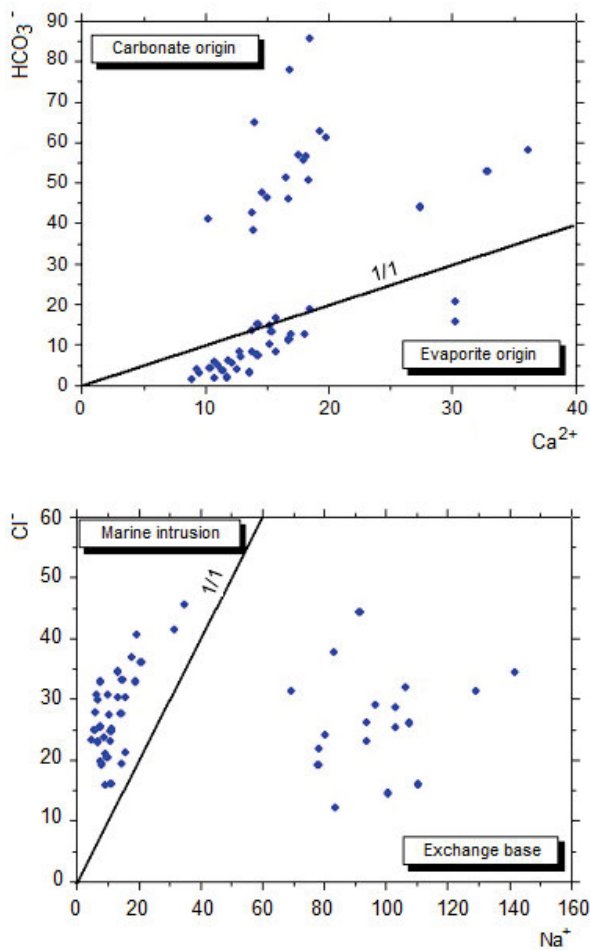 HCO₃⁻
90
80
70
60
50
40
30
20
10
0
Carbonate origin
1/1
Evaporite origin
0 10 20 30 40
Ca²⁺
Cl⁻
60
50
40
30
20
10
0
Marine intrusion
1/1
Exchange base
0 20 40 60 80 100 120 140 160
Na⁺